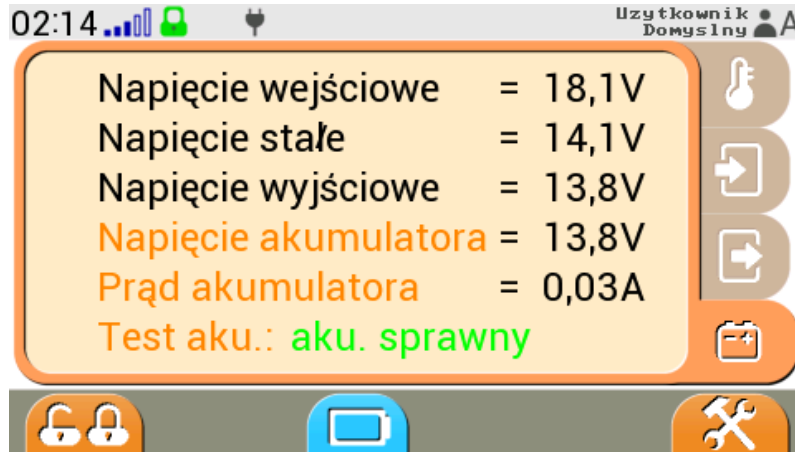 02:14
Uzytkownik
Domyslny
A
Napięcie wejściowe = 18,1V
Napięcie stałe = 14,1V
Napięcie wyjściowe = 13,8V
Napięcie akumulatora = 13,8V
Prąd akumulatora = 0,03A
Test aku.: aku. sprawny